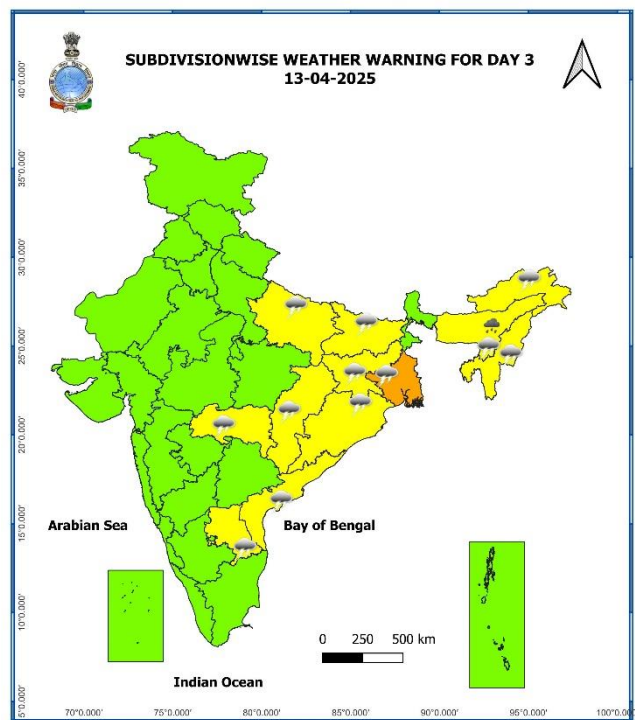 SUBDIVISIONWISE WEATHER WARNING FOR DAY 3
13-04-2025
40°0.000'
35°0.000'
30°0.000'
25°0.000'
20°0.000'
15°0.000'
10°0.000'
5°0.000'
Arabian Sea
Bay of Bengal
0 250 500 km
Indian Ocean
70°0.000' 75°0.000' 80°0.000' 85°0.000' 90°0.000' 95°0.000' 100°0.000'